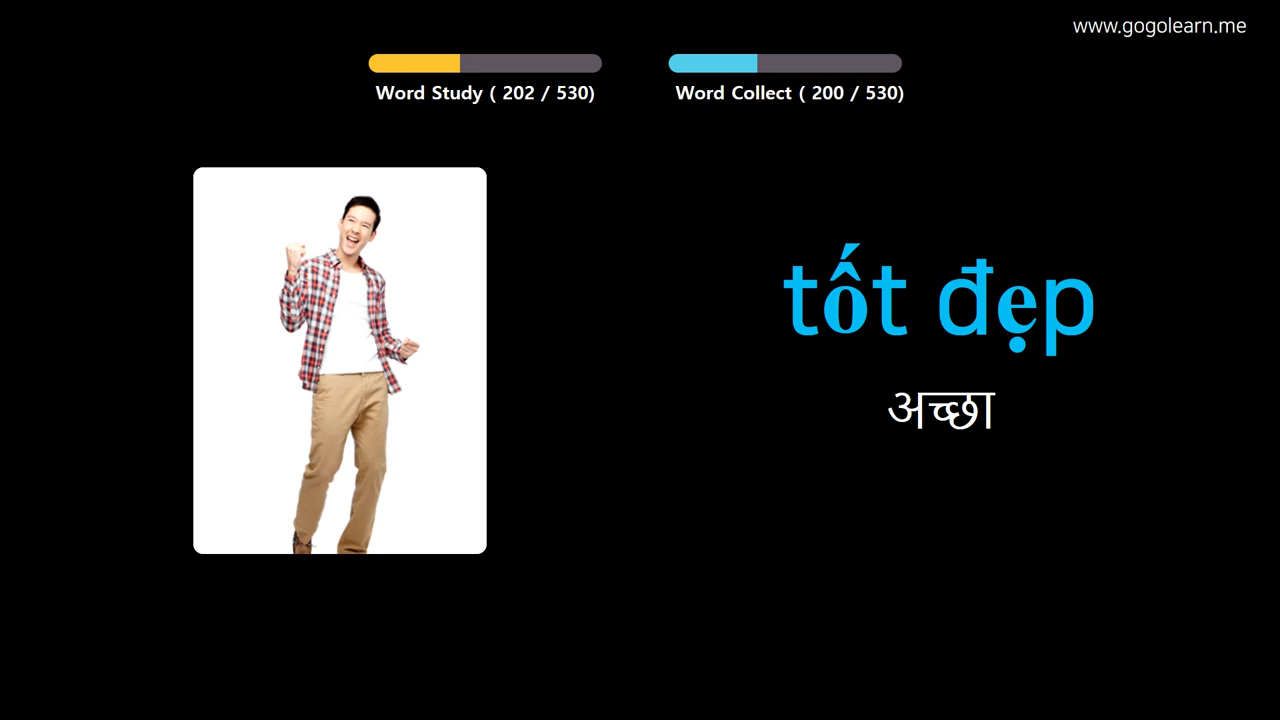 www.gogolearn.me
Word Study ( 202 / 530)
Word Collect ( 200 / 530)
tốt đẹp
अच्छा